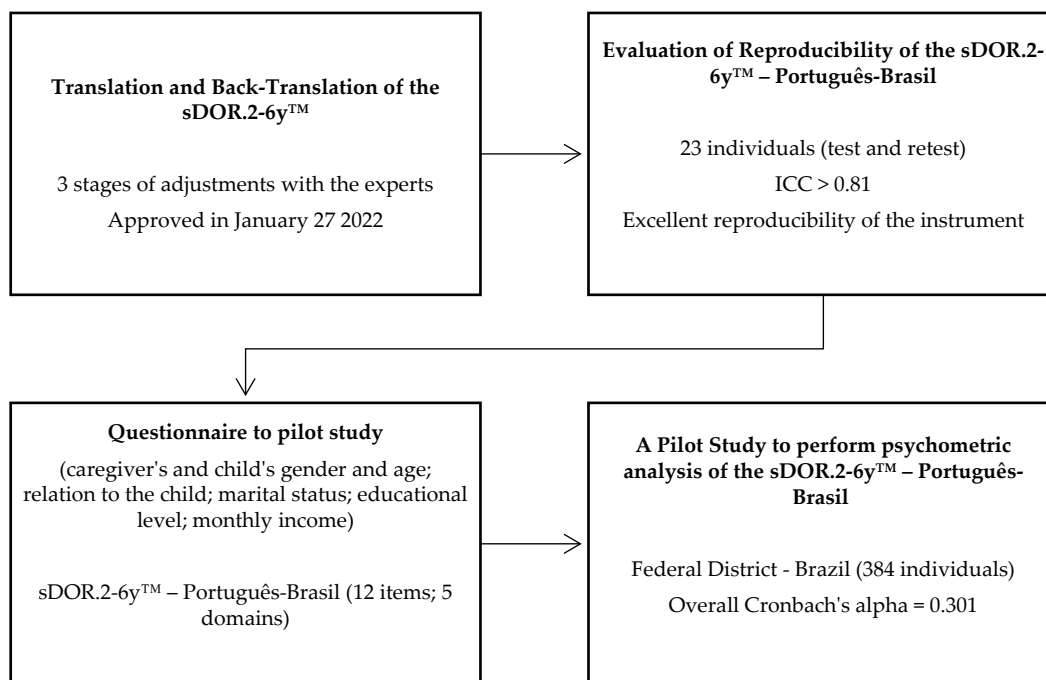 Translation and Back-Translation of the
sDOR.2-6y™
3 stages of adjustments with the experts
Approved in January 27 2022
Evaluation of Reproducibility of the sDOR.2-
6y™ – Português-Brasil
23 individuals (test and retest)
ICC > 0.81
Excellent reproducibility of the instrument
Questionnaire to pilot study
(caregiver's and child's gender and age;
relation to the child; marital status; educational
level; monthly income)
sDOR.2-6y™ – Português-Brasil (12 items; 5
domains)
A Pilot Study to perform psychometric
analysis of the sDOR.2-6y™ – Português-
Brasil
Federal District - Brazil (384 individuals)
Overall Cronbach's alpha = 0.301